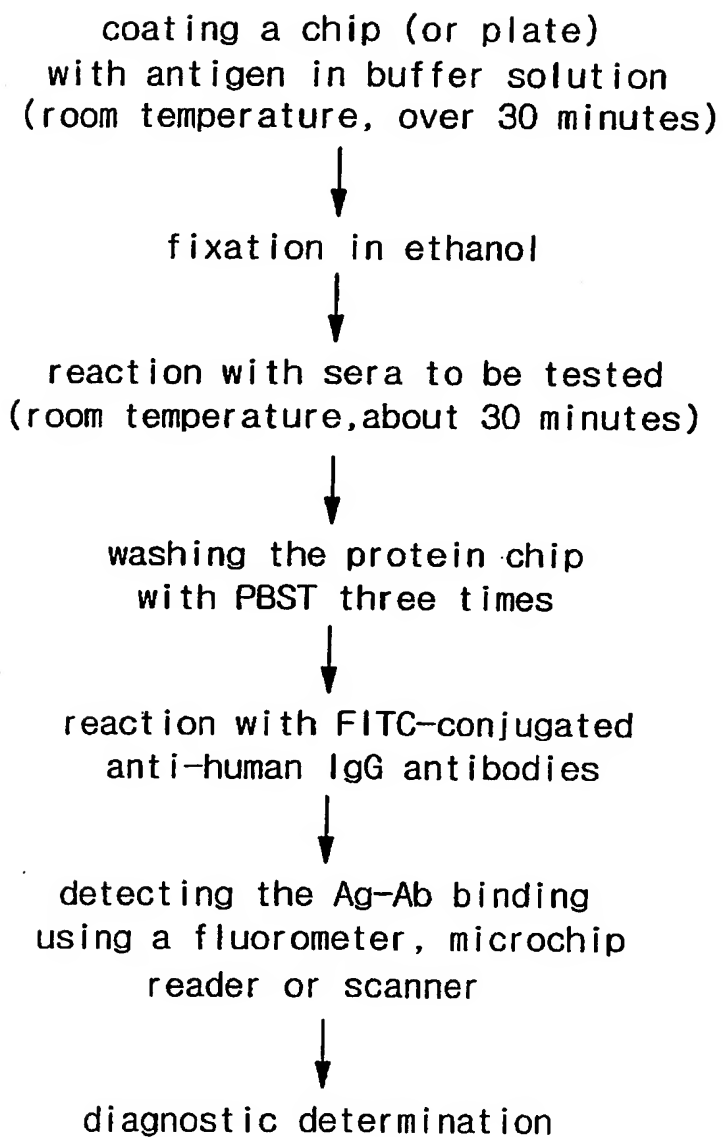 coating a chip (or plate)
with antigen in buffer solution
(room temperature, over 30 minutes)
fixation in ethanol
reaction with sera to be tested
(room temperature,about 30 minutes)
washing the protein chip
with PBST three times
reaction with FITC-conjugated
anti-human IgG antibodies
detecting the Ag-Ab binding
using a fluorometer, microchip
reader or scanner
diagnostic determination